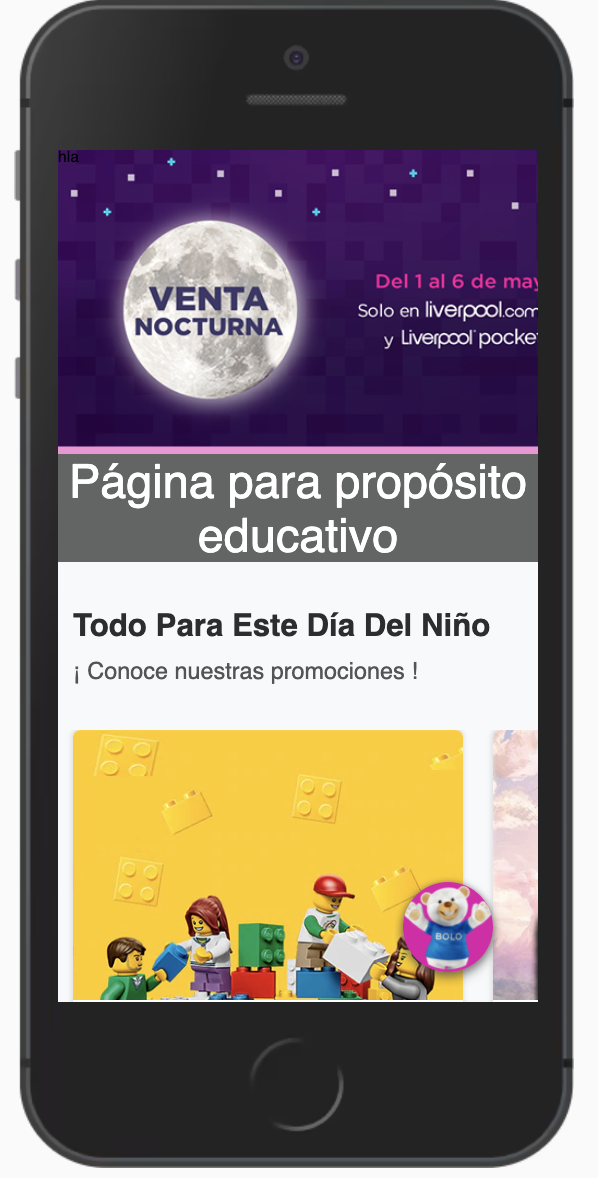 hla
VENTA
NOCTURNA
Del 1 al 6 de may
Solo en liverpool.com
y Liverpool pocket
Página para propósito
educativo
Todo Para Este Día Del Niño
¡ Conoce nuestras promociones !
BOLO